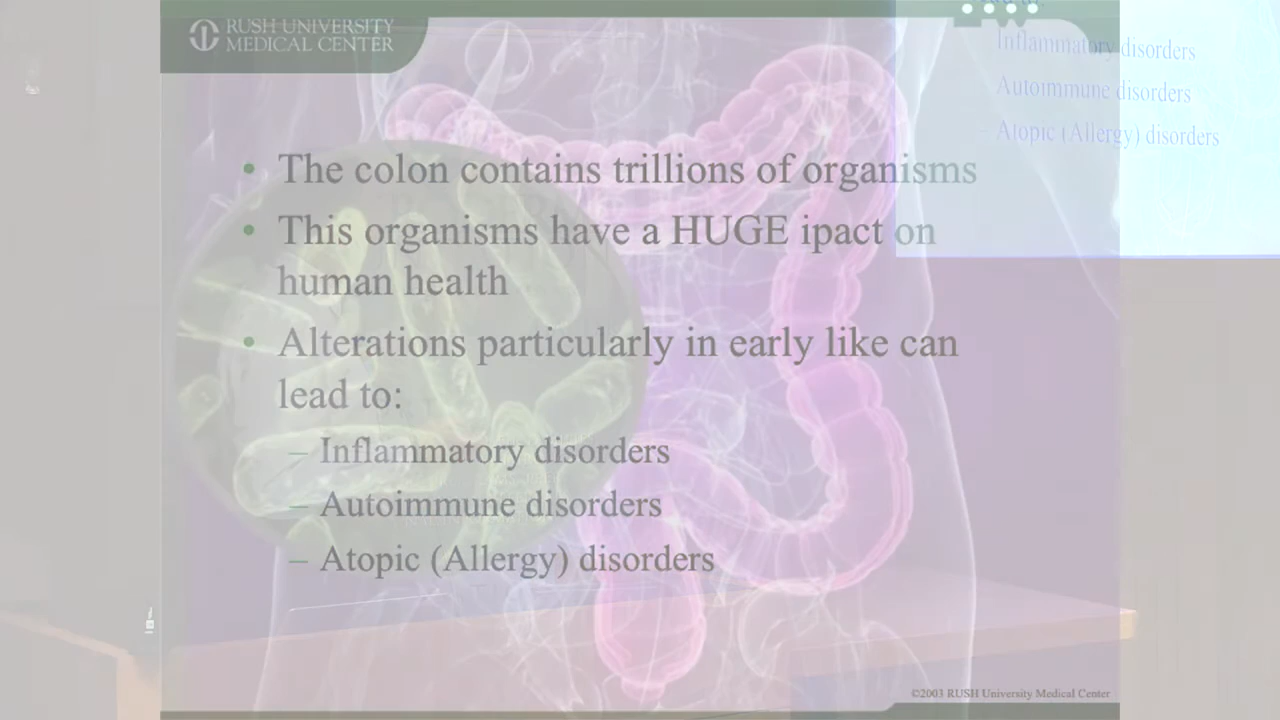 RUSH UNIVERSITY
MEDICAL CENTER
Inflammatory disorders
Autoimmune disorders
– Atopic (Allergy) disorders
• The colon contains trillions of organisms
• This organisms have a HUGE ipact on
human health
• Alterations particularly in early like can
lead to:
– Inflammatory disorders
– Autoimmune disorders
– Atopic (Allergy) disorders
©2003 RUSH University Medical Center